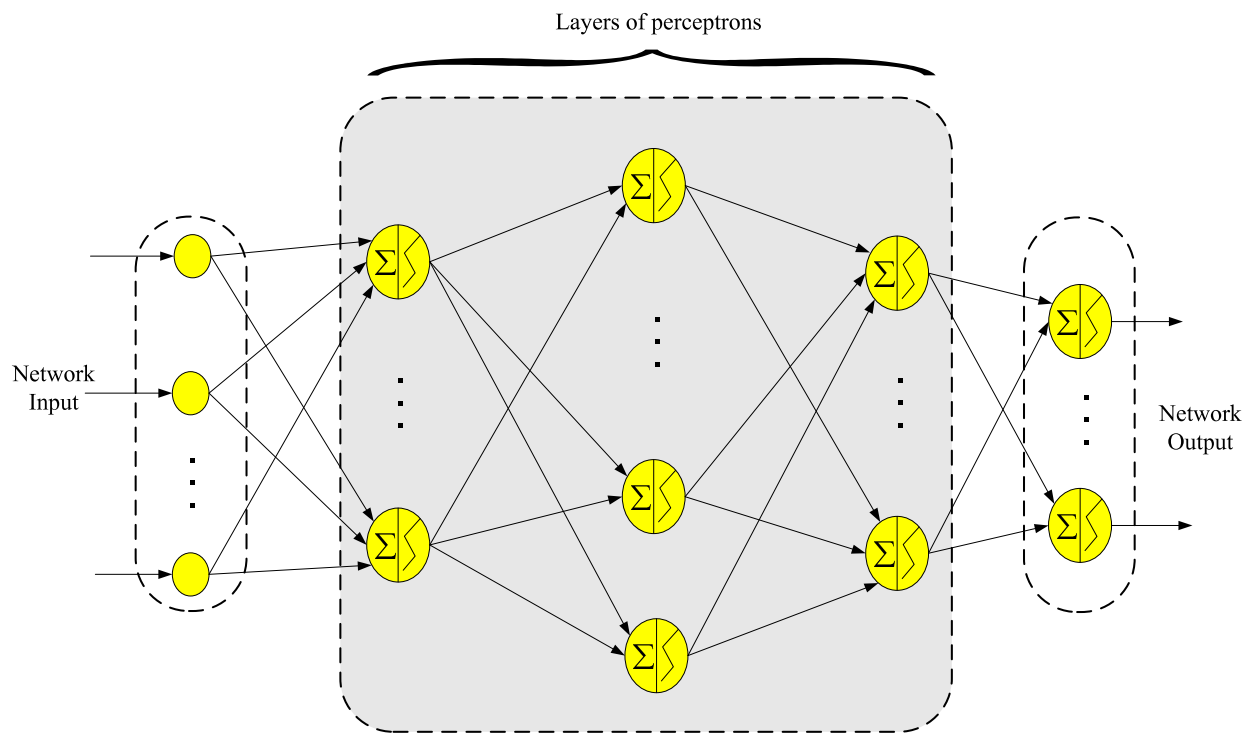 Layers of perceptrons
Σ
Σ
Σ
Σ
Network
Input
Network
Output
Σ
Σ
Σ
Σ
Σ